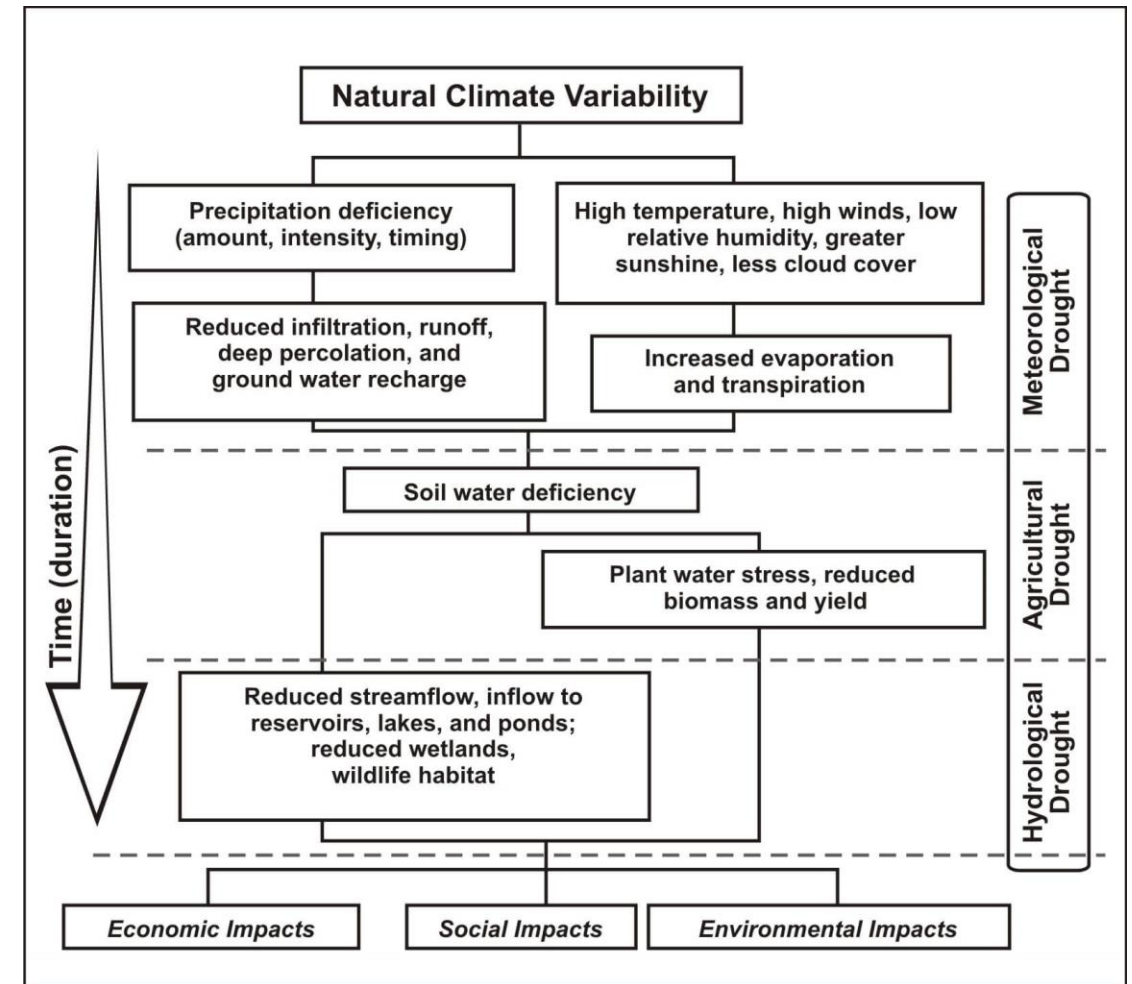 Natural Climate Variability
Precipitation deficiency
(amount, intensity, timing)
High temperature, high winds, low
relative humidity, greater
sunshine, less cloud cover
Reduced infiltration, runoff,
deep percolation, and
ground water recharge
Increased evaporation
and transpiration
Meteorological
Drought
Time (duration)
Soil water deficiency
Plant water stress, reduced
biomass and yield
Agricultural
Drought
Reduced streamflow, inflow to
reservoirs, lakes, and ponds;
reduced wetlands,
wildlife habitat
Hydrological
Drought
Economic Impacts
Social Impacts
Environmental Impacts